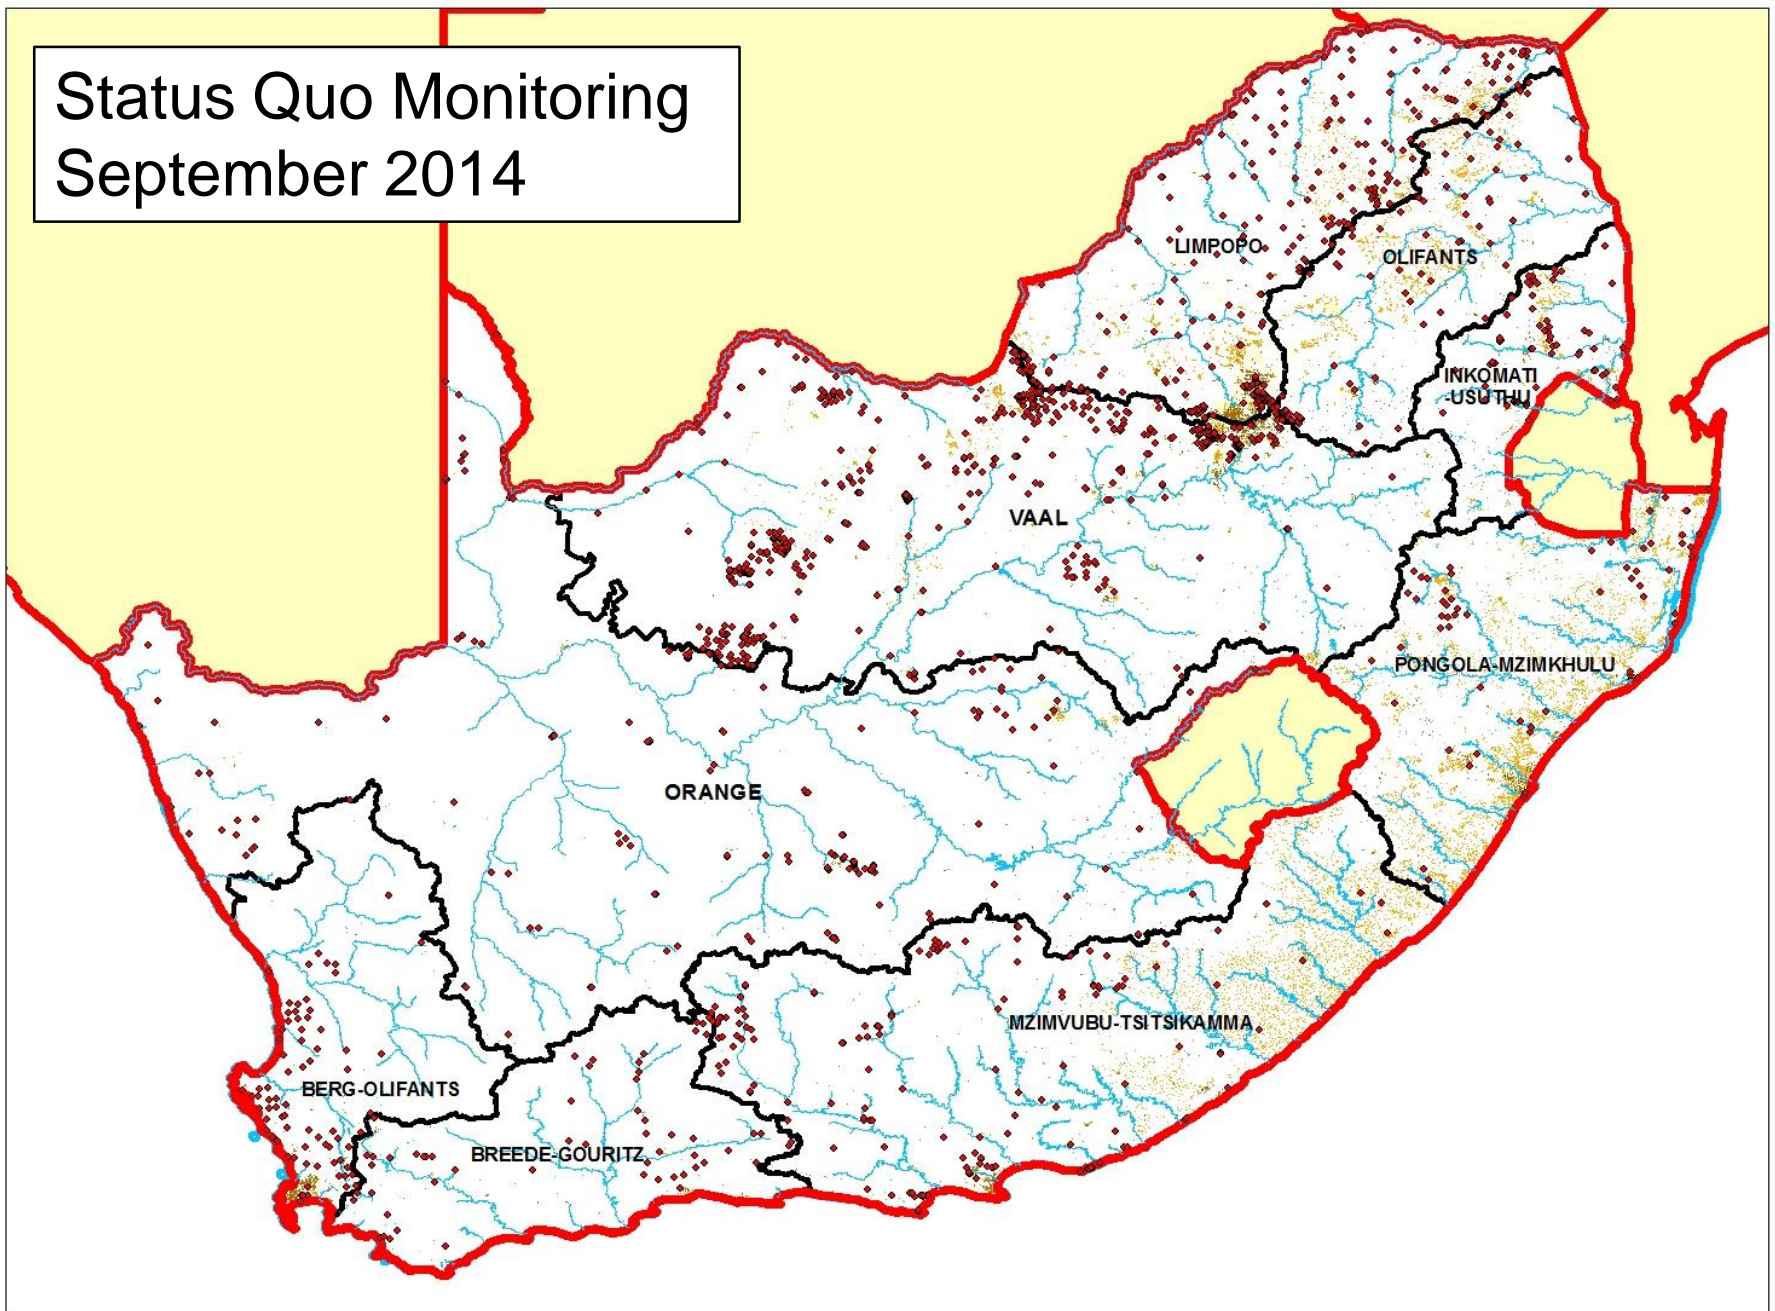 Status Quo Monitoring
September 2014
LIMPOPO
OLIFANTS
INKOMATI
-USUTHU
VAAL
PONGOLA-MZIMKHULU
ORANGE
MZIMVUBU-TSITSIKAMMA
BERG-OLIFANTS
BREEDE-GOURITZ